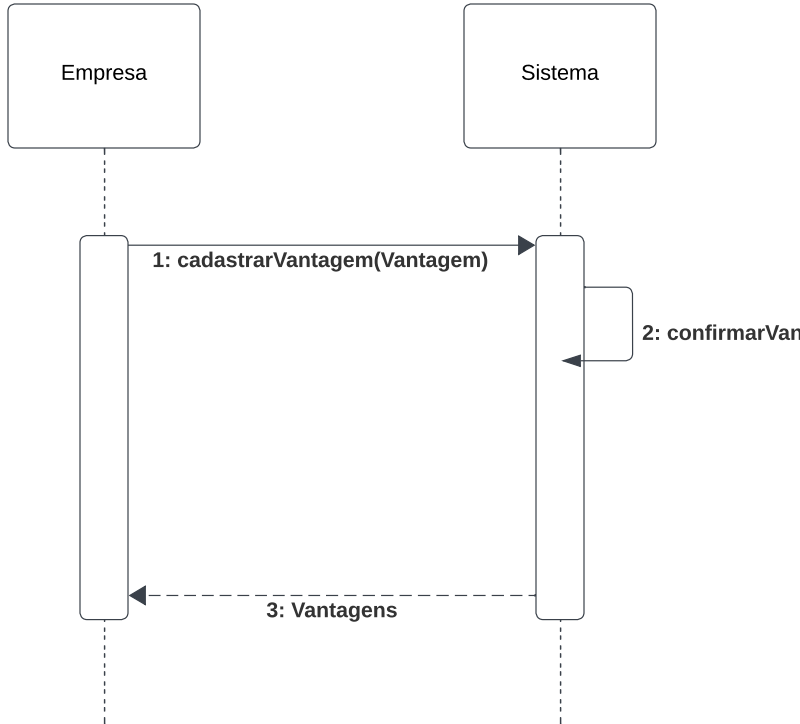 Empresa
Sistema
1: cadastrarVantagem(Vantagem)
2: confirmarVan
3: Vantagens